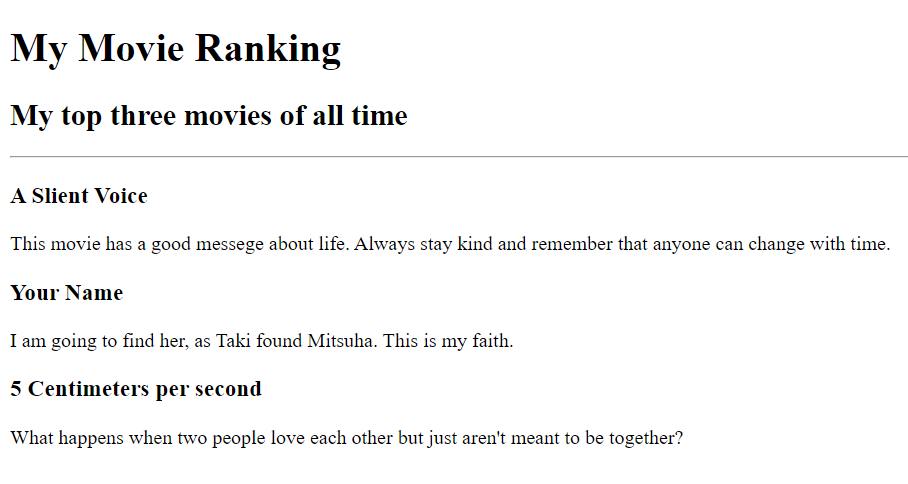 My Movie Ranking
My top three movies of all time
A Slient Voice
This movie has a good messege about life. Always stay kind and remember that anyone can change with time.
Your Name
I am going to find her, as Taki found Mitsuha. This is my faith.
5 Centimeters per second
What happens when two people love each other but just aren't meant to be together?